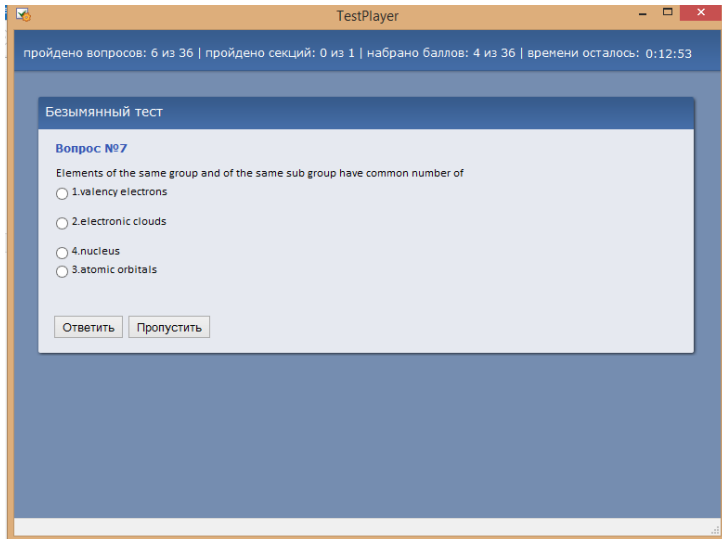 TestPlayer
пройдено вопросов: 6 из 36 | пройдено секций: 0 из 1 | набрано баллов: 4 из 36 | времени осталось: 0:12:53
Безымянный тест
Вопрос №7
Elements of the same group and of the same sub group have common number of
1.valency electrons
2.electronic clouds
4.nucleus
3.atomic orbitals
Ответить Пропустить